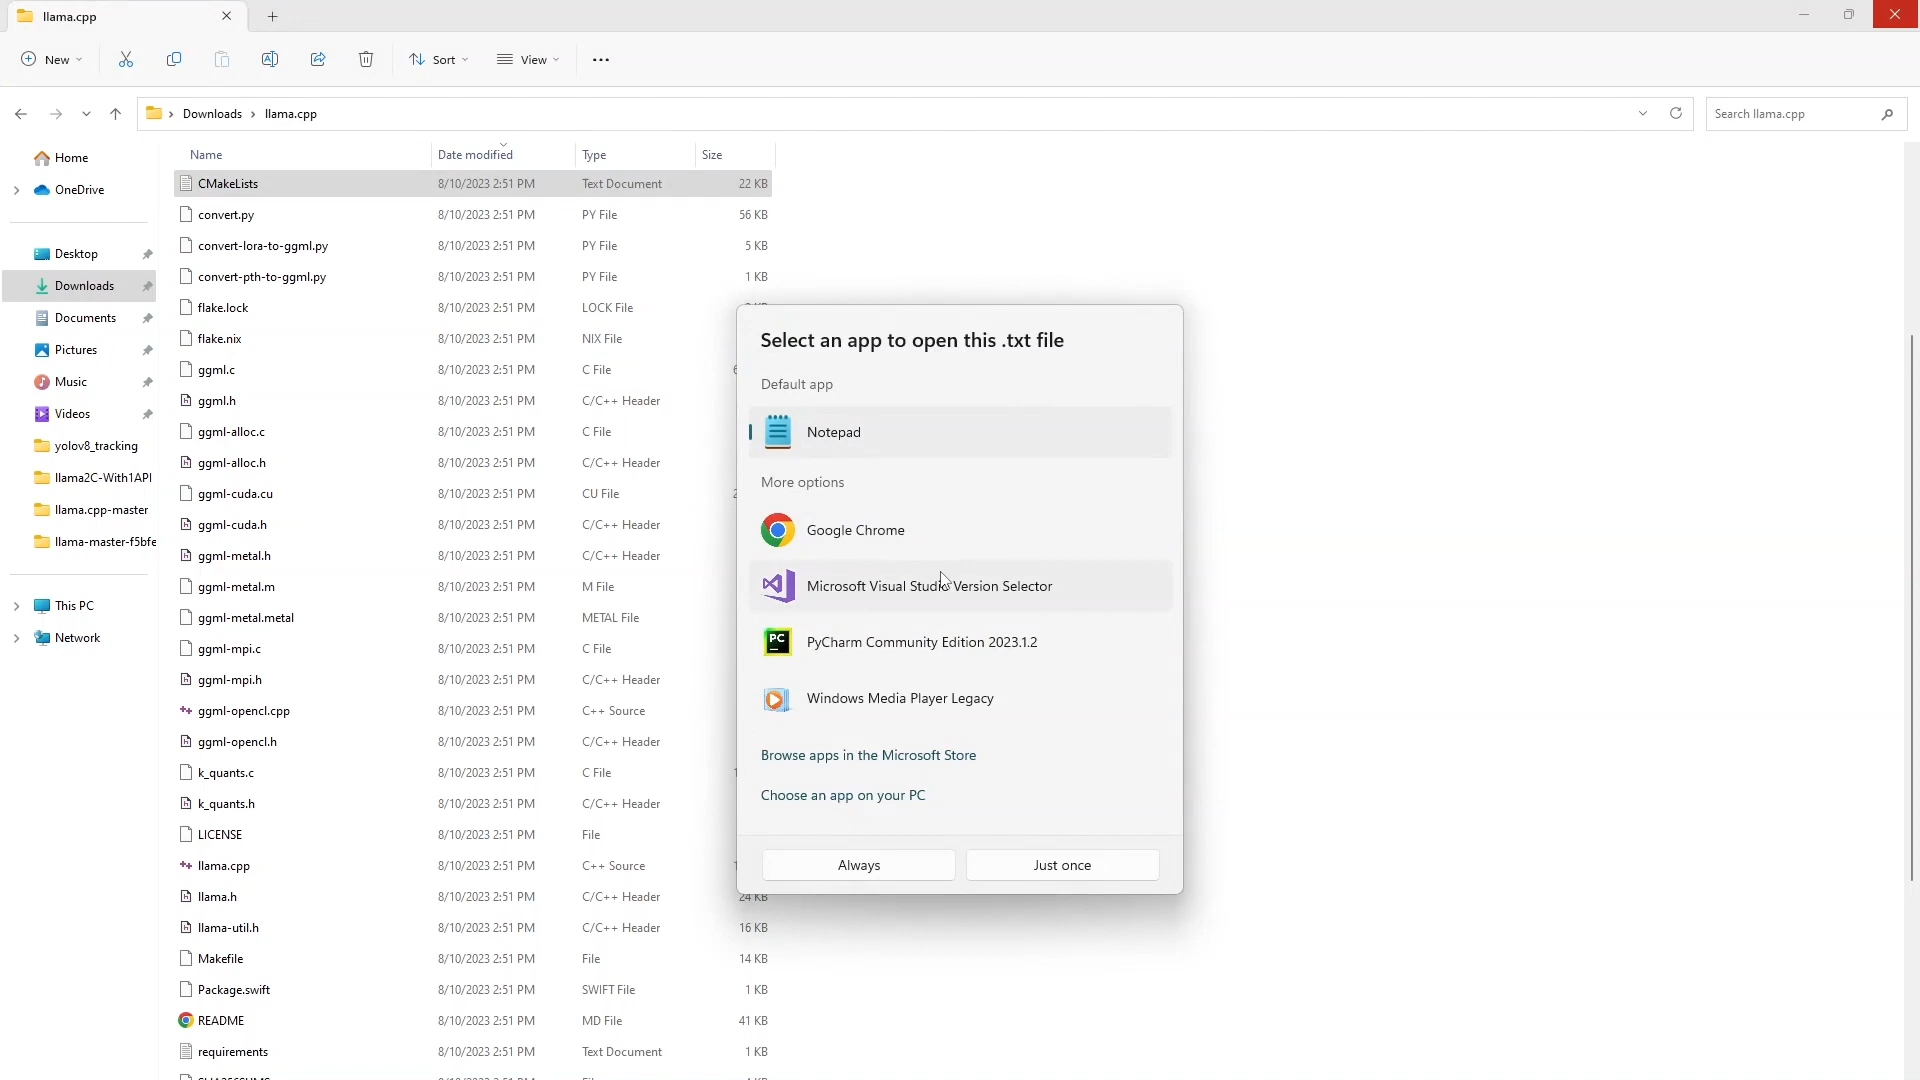 llama.cpp
New
Sort
View
Downloads
llama.cpp
Search llama.cpp
Home
OneDrive
Desktop
Downloads
Documents
Pictures
Music
Videos
yolov8_tracking
llama2C-With1API
llama.cpp-master
llama-master-f5bfe
This PC
Network
Name Date modified Type Size
CMakeLists 8/10/2023 2:51 PM Text Document 22 KB
convert.py 8/10/2023 2:51 PM PY File 56 KB
convert-lora-to-ggml.py 8/10/2023 2:51 PM PY File 5 KB
convert-pth-to-ggml.py 8/10/2023 2:51 PM PY File 1 KB
flake.lock 8/10/2023 2:51 PM LOCK File
flake.nix 8/10/2023 2:51 PM NIX File
ggml.c 8/10/2023 2:51 PM C File
ggml.h 8/10/2023 2:51 PM C/C++ Header
ggml-alloc.c 8/10/2023 2:51 PM C File
ggml-alloc.h 8/10/2023 2:51 PM C/C++ Header
ggml-cuda.cu 8/10/2023 2:51 PM CU File
ggml-cuda.h 8/10/2023 2:51 PM C/C++ Header
ggml-metal.h 8/10/2023 2:51 PM C/C++ Header
ggml-metal.m 8/10/2023 2:51 PM M File
ggml-metal.metal 8/10/2023 2:51 PM METAL File
ggml-mpi.c 8/10/2023 2:51 PM C File
ggml-mpi.h 8/10/2023 2:51 PM C/C++ Header
ggml-opencl.cpp 8/10/2023 2:51 PM C++ Source
ggml-opencl.h 8/10/2023 2:51 PM C/C++ Header
k_quants.c 8/10/2023 2:51 PM C File
k_quants.h 8/10/2023 2:51 PM C/C++ Header
LICENSE 8/10/2023 2:51 PM File
llama.cpp 8/10/2023 2:51 PM C++ Source
llama.h 8/10/2023 2:51 PM C/C++ Header 24 KB
llama-util.h 8/10/2023 2:51 PM C/C++ Header 16 KB
Makefile 8/10/2023 2:51 PM File 14 KB
Package.swift 8/10/2023 2:51 PM SWIFT File 1 KB
README 8/10/2023 2:51 PM MD File 41 KB
requirements 8/10/2023 2:51 PM Text Document 1 KB
Select an app to open this .txt file
Default app
Notepad
More options
Google Chrome
Microsoft Visual Studio Version Selector
PC
PyCharm Community Edition 2023.1.2
Windows Media Player Legacy
Browse apps in the Microsoft Store
Choose an app on your PC
Always
Just once